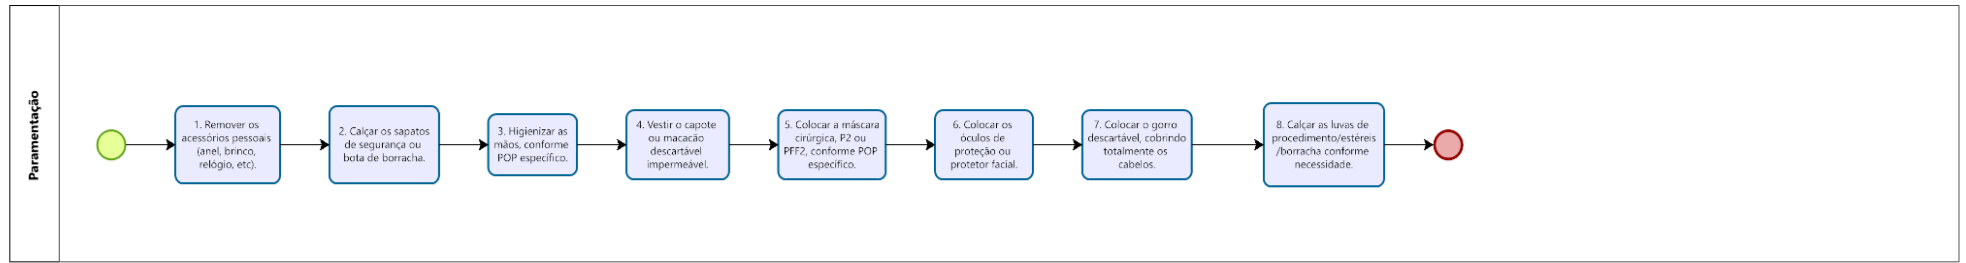 Paramentação
1. Remover os
acessórios pessoais
(anel, brinco,
relógio, etc).
2. Calçar os sapatos
de segurança ou
bota de borracha.
3. Higienizar as
mãos, conforme
POP específico.
4. Vestir o capote
ou macacão
descartável
impermeável.
5. Colocar a máscara
cirúrgica, P2 ou
PFF2, conforme POP
específico.
6. Colocar os
óculos de
proteção ou
protetor facial.
7. Colocar o gorro
descartável, cobrindo
totalmente os
cabelos.
8. Calçar as luvas de
procedimento/estéreis
/borracha conforme
necessidade.